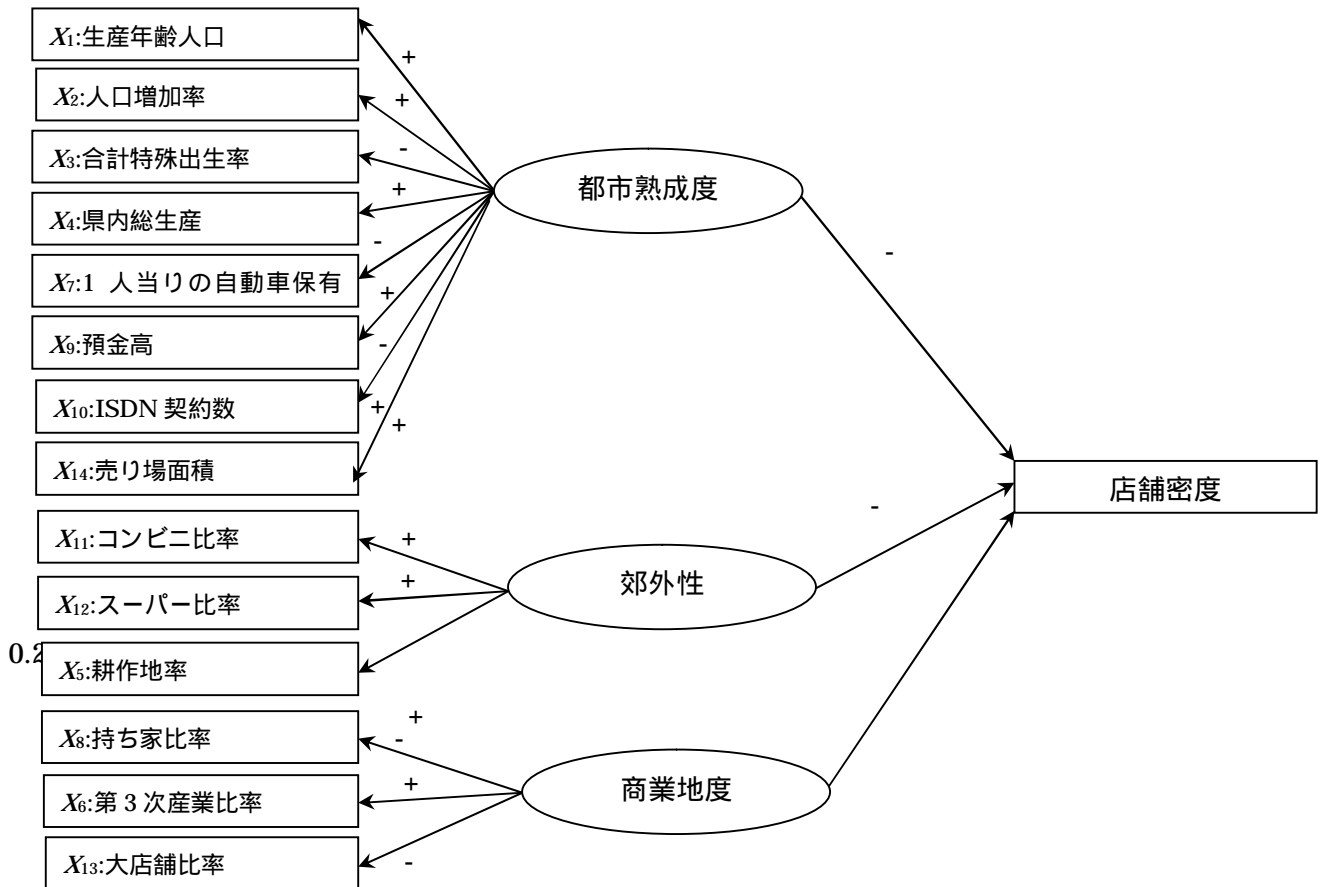 X1:生産年齢人口
+
X2:人口増加率
+
X3:合計特殊出生率
-
X4:県内総生産
+
都市熟成度
-
X7:1 人当りの自動車保有
-
+
X9:預金高
-
X10:ISDN 契約数
+
+
X14:売り場面積
店舗密度
-
X11:コンビニ比率
+
郊外性
X12:スーパー比率
+
0.2
X5:耕作地率
+
X8:持ち家比率
-
商業地度
X6:第 3 次産業比率
+
X13:大店舗比率
-